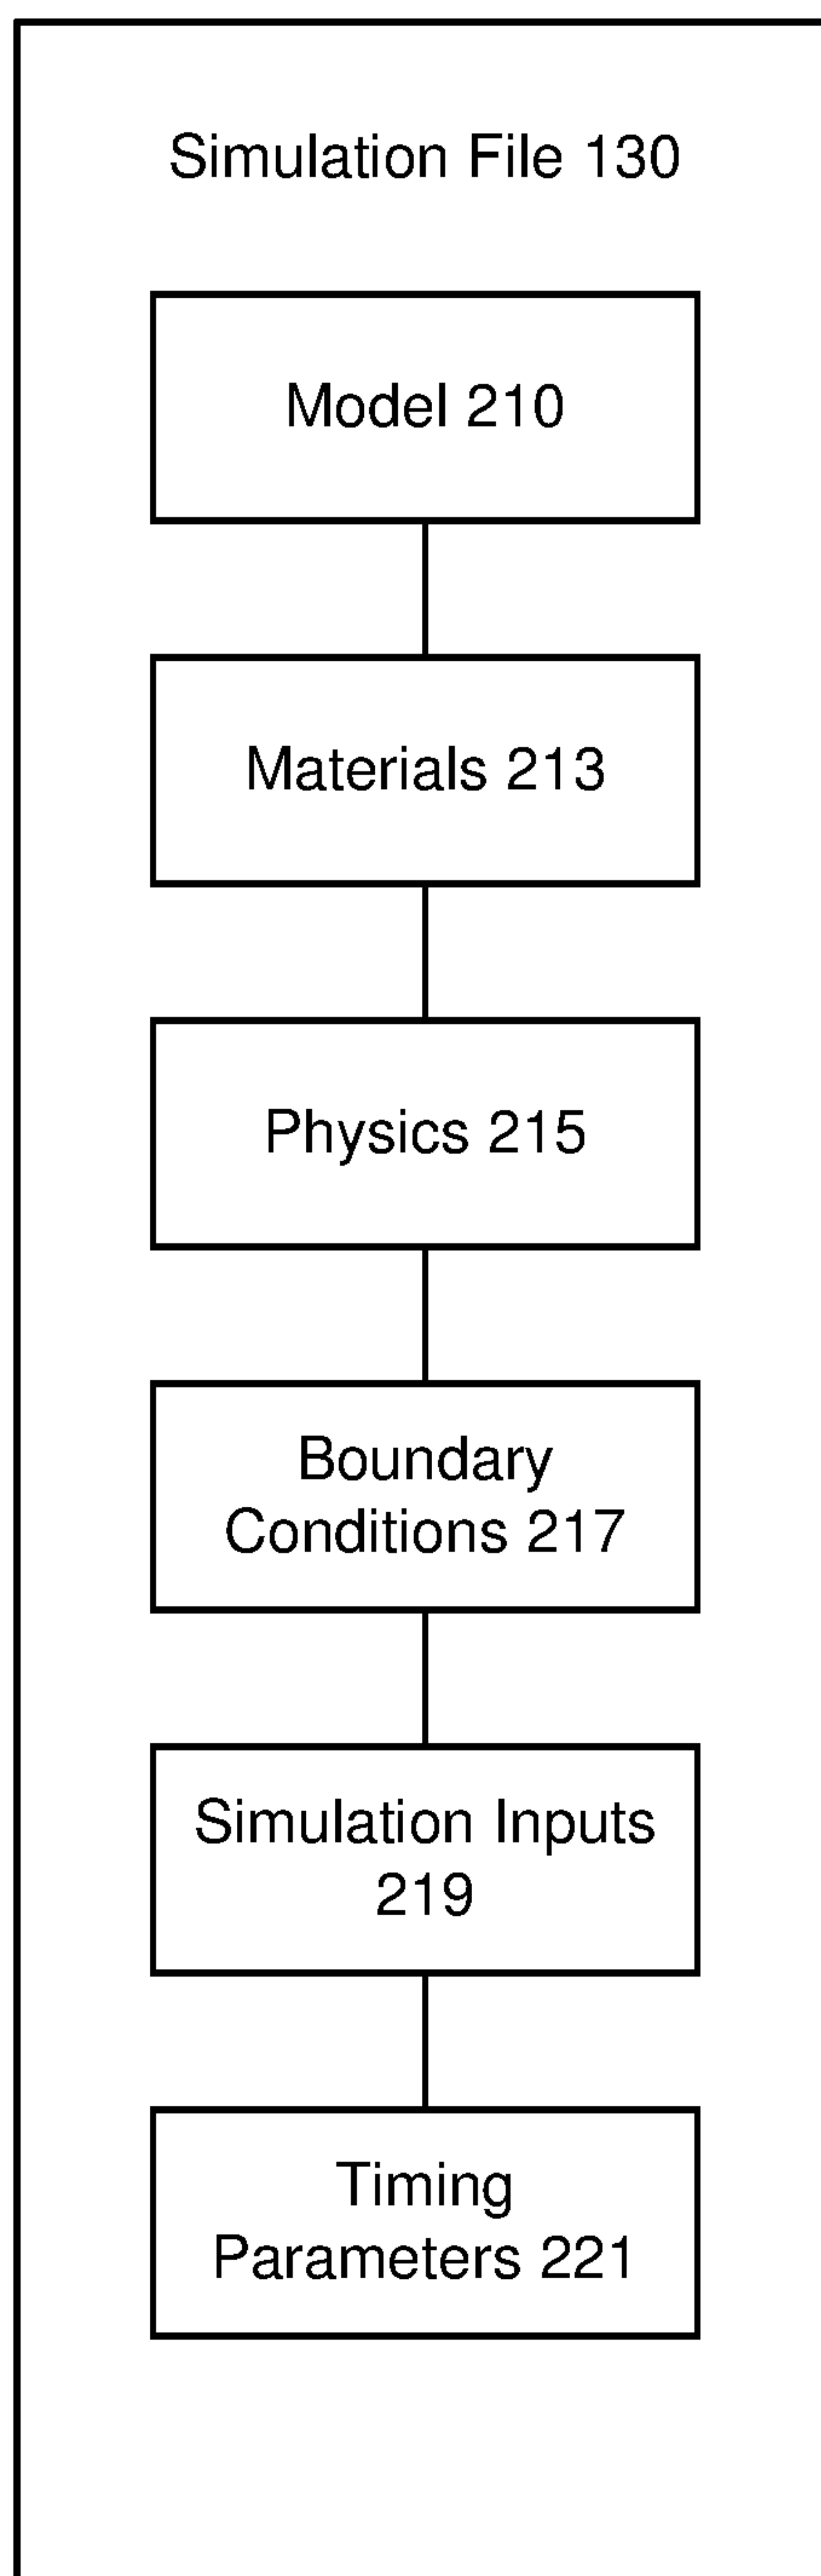 Simulation File 130
Model 210
Materials 213
Physics 215
Boundary
Conditions 217
Simulation Inputs
219
Timing
Parameters 221